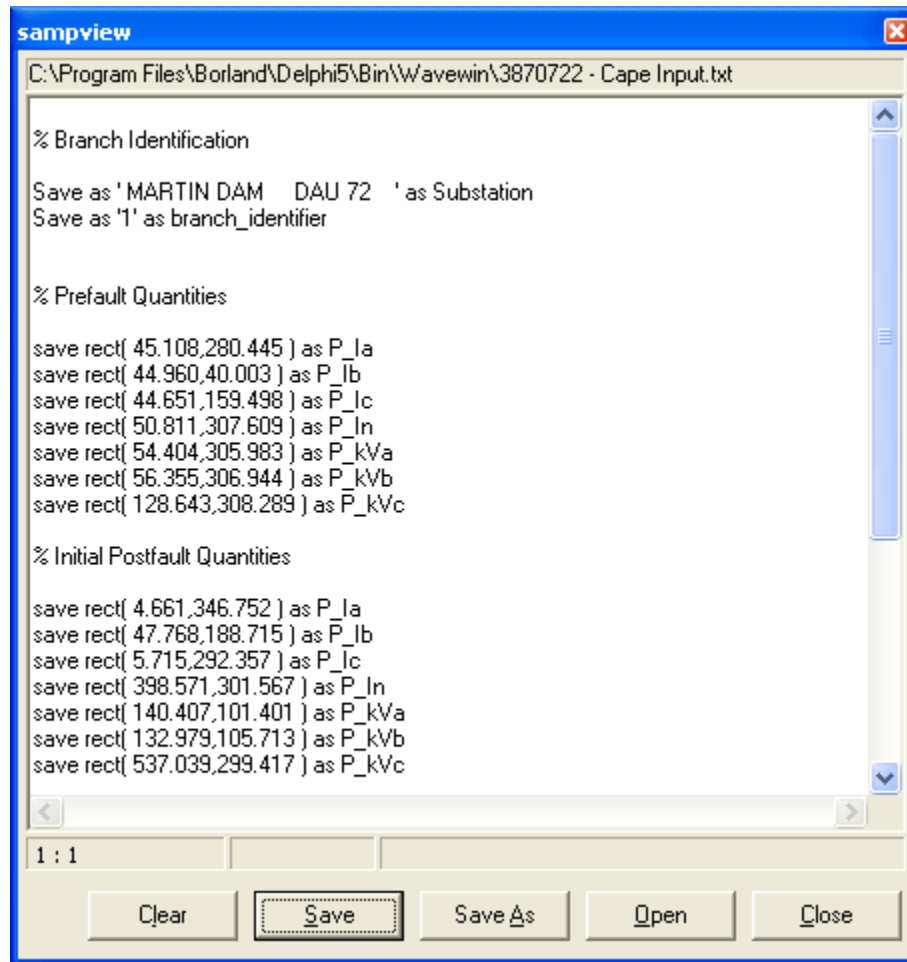 sampview
C:\Program Files\Borland\Delphi5\Bin\Wavewin\3870722 - Cape Input.txt
% Branch Identification
Save as ' MARTIN DAM     DAU 72   ' as Substation
Save as '1' as branch_identifier
% Prefault Quantities
save rect( 45.108,280.445 ) as P_Ia
save rect( 44.960,40.003 ) as P_Ib
save rect( 44.651,159.498 ) as P_Ic
save rect( 50.811,307.609 ) as P_In
save rect( 54.404,305.983 ) as P_kVa
save rect( 56.355,306.944 ) as P_kVb
save rect( 128.643,308.289 ) as P_kVc
% Initial Postfault Quantities
save rect( 4.661,346.752 ) as P_Ia
save rect( 47.768,188.715 ) as P_Ib
save rect( 5.715,292.357 ) as P_Ic
save rect( 398.571,301.567 ) as P_In
save rect( 140.407,101.401 ) as P_kVa
save rect( 132.979,105.713 ) as P_kVb
save rect( 537.039,299.417 ) as P_kVc
1 : 1
Clear Save Save As Open Close